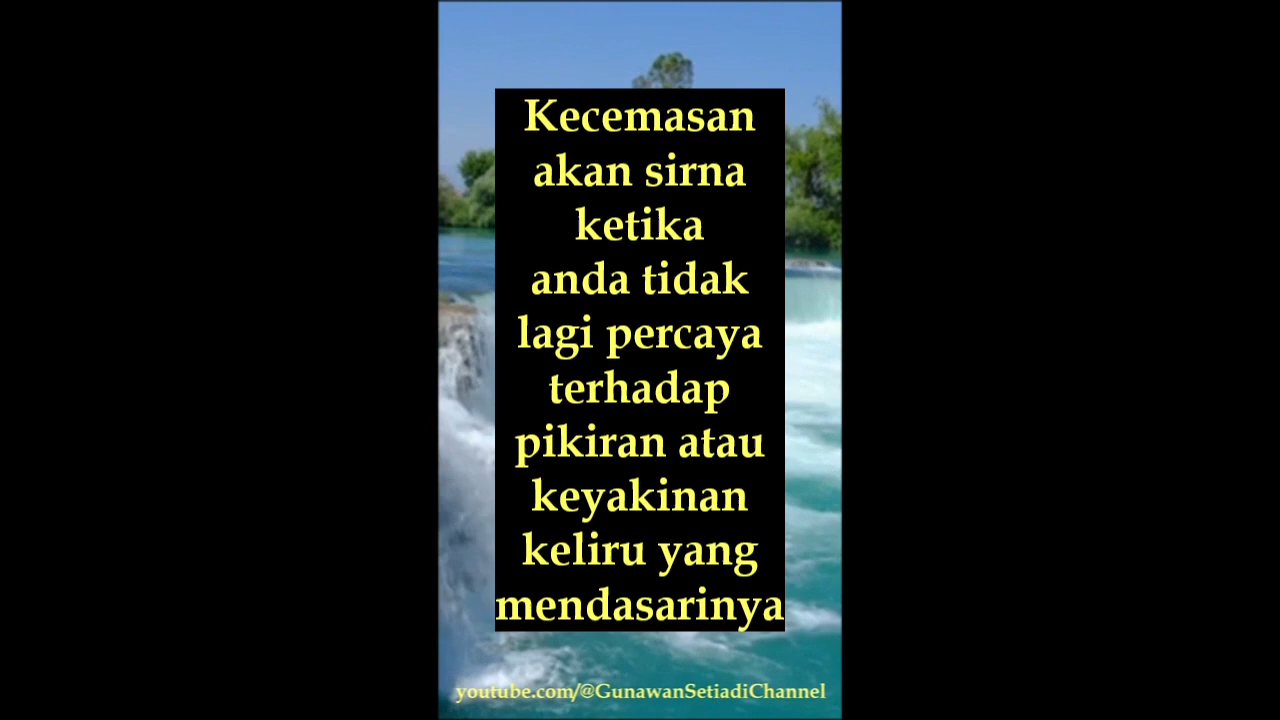 Kecemasan
akan sirna
ketika
anda tidak
lagi percaya
terhadap
pikiran atau
keyakinan
keliru yang
mendasarinya
youtube.com/@GunawanSetiadiChannel